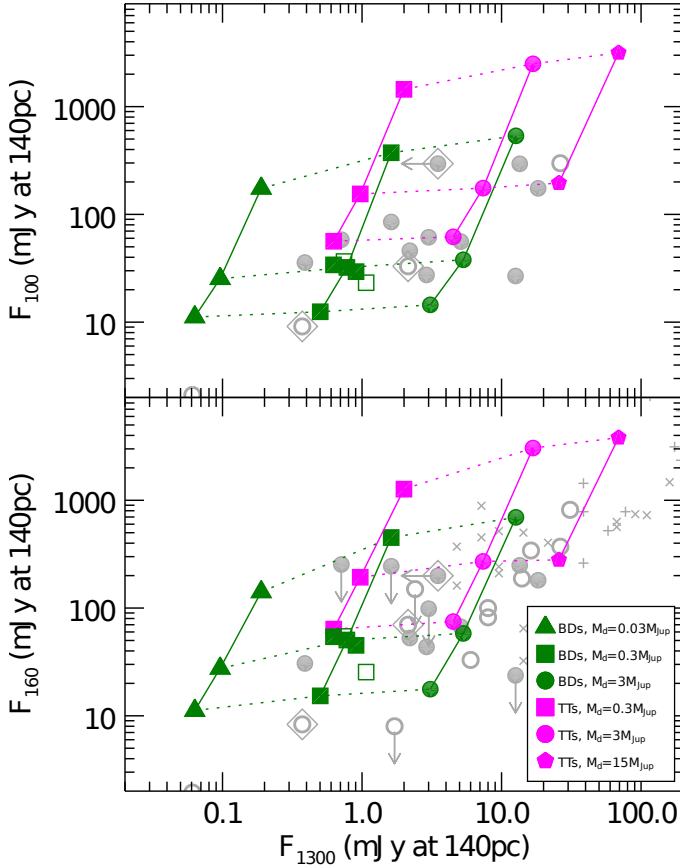 1000
100
10
F100 (mJy at 140pc)
1000
100
10
F160 (mJy at 140pc)
BDs, Md=0.03MJup
BDs, Md=0.3MJup
BDs, Md=3MJup
TTs, Md=0.3MJup
TTs, Md=3MJup
TTs, Md=15MJup
0.1 1.0 10.0 100.0
F1300 (mJy at 140pc)